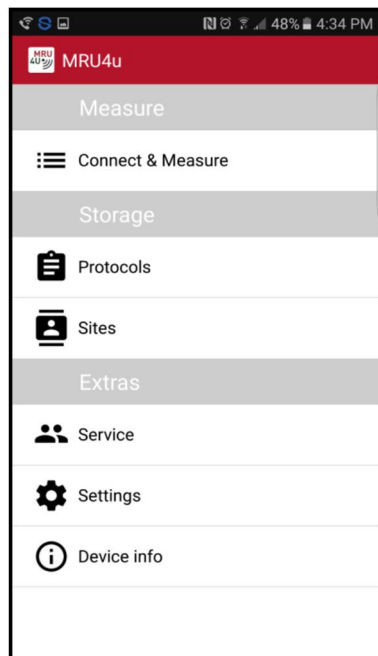 48% 4:34 PM
MRU
4U
MRU4u
Measure
Connect & Measure
Storage
Protocols
Sites
Extras
Service
Settings
Device info